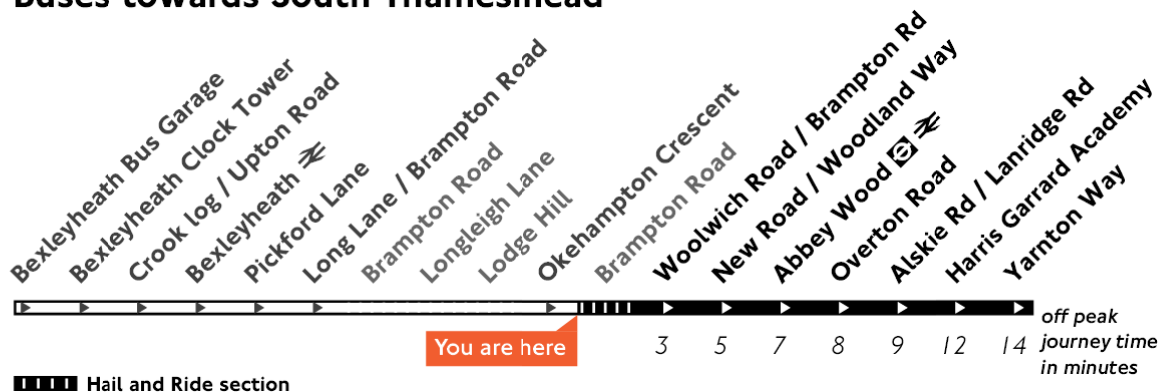 Buses towards South Thamesmead
Bexleyheath Bus Garage
Bexleyheath Clock Tower
Crook log / Upton Road
Bexleyheath
Pickford Lane
Long Lane / Brampton Road
Brampton Road
Longleigh Lane
Lodge Hill
Okehampton Crescent
Brampton Road
Woolwich Road / Brampton Rd
New Road / Woodland Way
Abbey Wood
Overton Road
Alskie Rd / Lanridge Rd
Harris Garrard Academy
Yarnton Way
You are here
3 5 7 8 9 12 14
off peak
journey time
in minutes
Hail and Ride section